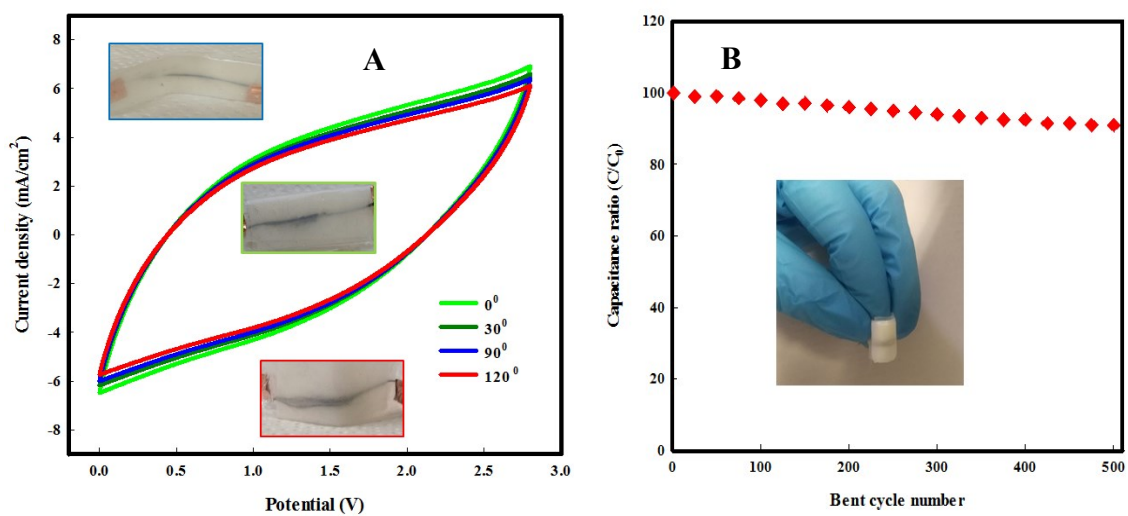 A
8
6
4
2
0
-2
-4
-6
-8
Current density (mA/cm²)
0⁰
30⁰
90⁰
120⁰
0.0 0.5 1.0 1.5 2.0 2.5 3.0
Potential (V)
B
120
100
80
60
40
20
0
Capacitance ratio (C/C₀)
0 100 200 300 400 500
Bent cycle number